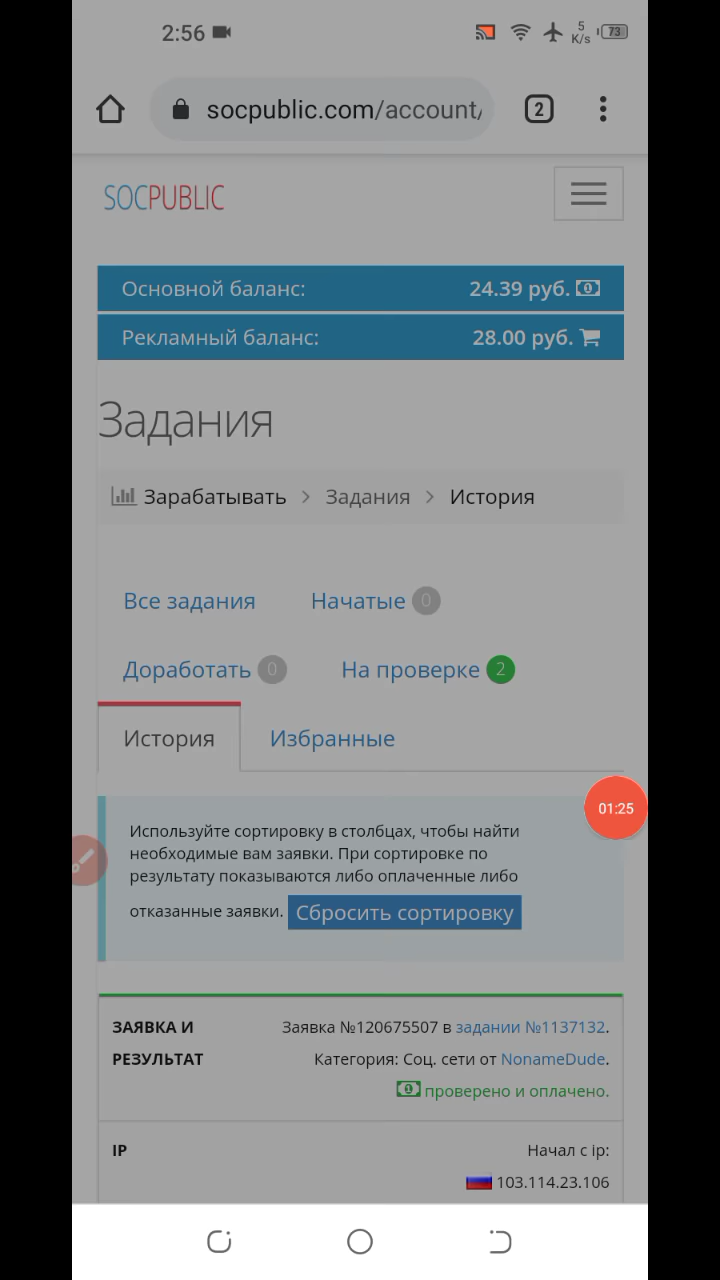 2:56
5
K/s
73
socpublic.com/account/
2
SOCPUBLIC
Основной баланс: 24.39 руб.
Рекламный баланс: 28.00 руб.
Задания
Зарабатывать > Задания > История
Все задания Начатые 0
Доработать 0 На проверке 2
История Избранные
01:25
Используйте сортировку в столбцах, чтобы найти
необходимые вам заявки. При сортировке по
результату показываются либо оплаченные либо
отказанные заявки. Сбросить сортировку
ЗАЯВКА И Заявка №120675507 в задании №1137132.
РЕЗУЛЬТАТ Категория: Соц. сети от NonameDude.
проверено и оплачено.
IP Начал с ip:
103.114.23.106